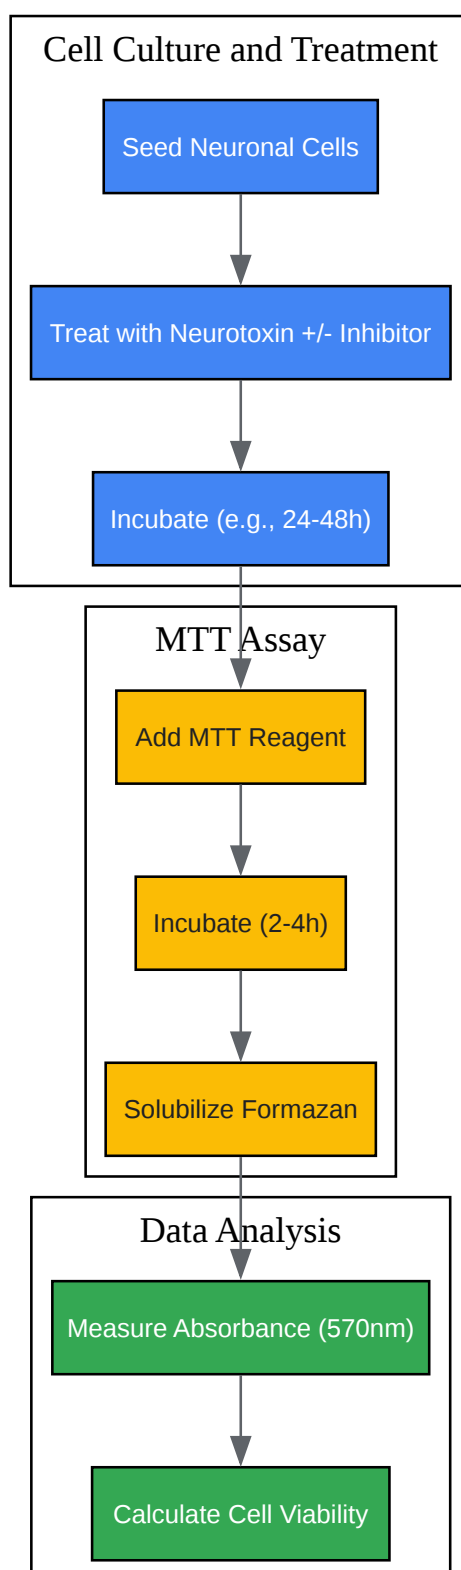 Cell Culture and Treatment
Seed Neuronal Cells
Treat with Neurotoxin +/- Inhibitor
Incubate (e.g., 24-48h)
MTT Assay
Add MTT Reagent
Incubate (2-4h)
Solubilize Formazan
Data Analysis
Measure Absorbance (570nm)
Calculate Cell Viability